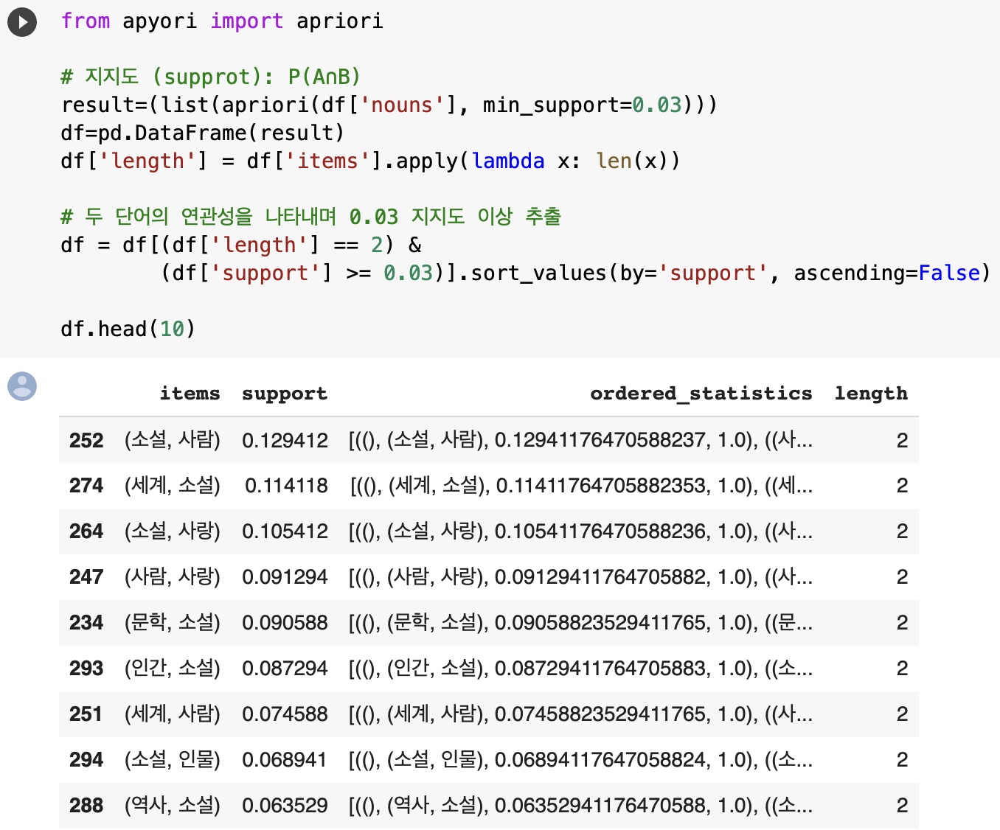 from apyori import apriori
# 지지도 (supprot): P(A∩B)
result=(list(apriori(df['nouns'], min_support=0.03)))
df=pd.DataFrame(result)
df['length'] = df['items'].apply(lambda x: len(x))
# 두 단어의 연관성을 나타내며 0.03 지지도 이상 추출
df = df[(df['length'] == 2) &
(df['support'] >= 0.03)].sort_values(by='support', ascending=False)
df.head(10)
items support ordered_statistics length
252 (소설, 사람) 0.129412 [((), (소설, 사람), 0.12941176470588237, 1.0), ((사... 2
274 (세계, 소설) 0.114118 [((), (세계, 소설), 0.11411764705882353, 1.0), ((세... 2
264 (소설, 사랑) 0.105412 [((), (소설, 사랑), 0.10541176470588236, 1.0), ((사... 2
247 (사람, 사랑) 0.091294 [((), (사람, 사랑), 0.09129411764705882, 1.0), ((사... 2
234 (문학, 소설) 0.090588 [((), (문학, 소설), 0.09058823529411765, 1.0), ((문... 2
293 (인간, 소설) 0.087294 [((), (인간, 소설), 0.08729411764705883, 1.0), ((소... 2
251 (세계, 사람) 0.074588 [((), (세계, 사람), 0.07458823529411765, 1.0), ((사... 2
294 (소설, 인물) 0.068941 [((), (소설, 인물), 0.06894117647058824, 1.0), ((소... 2
288 (역사, 소설) 0.063529 [((), (역사, 소설), 0.06352941176470588, 1.0), ((소... 2